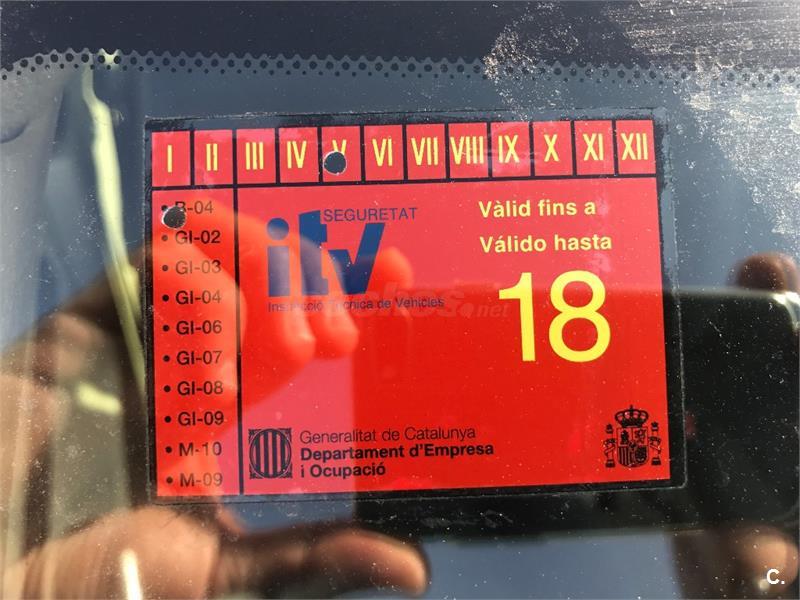 I II III IV V VI VII VIII IX X XI XII
• B-04
• GI-02
• GI-03
• GI-04
• GI-06
• GI-07
• GI-08
• GI-09
• M-10
• M-09
SEGURETAT
itv
Inspecció Tècnica de Vehicles
Vàlid fins a
Válido hasta
18
Generalitat de Catalunya
Departament d'Empresa
i Ocupació
C.